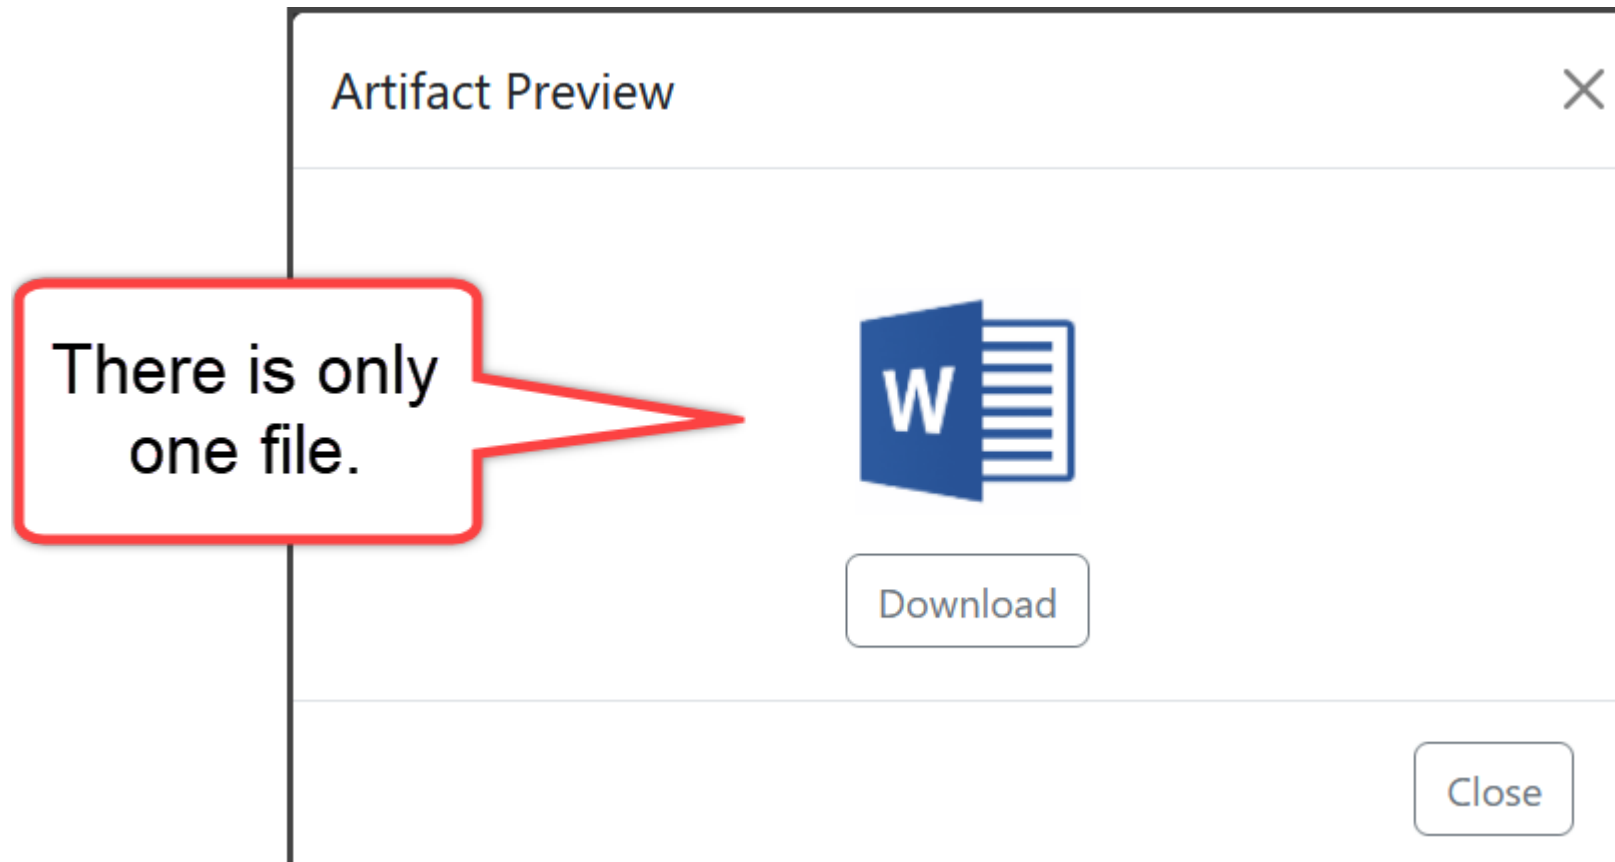 Artifact Preview
There is only
one file.
W
Download
Close